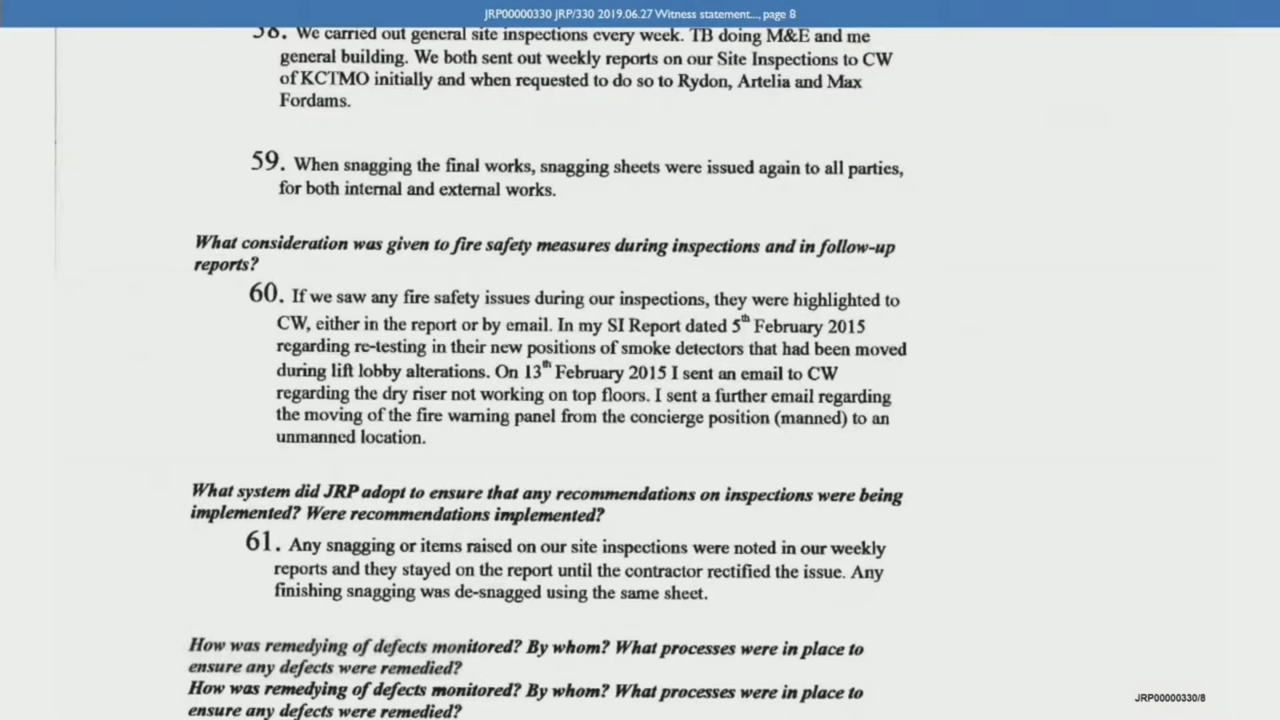 JRP00000330 JRP/330 2019.06.27 Witness statement..., page 8
58. We carried out general site inspections every week. TB doing M&E and me
general building. We both sent out weekly reports on our Site Inspections to CW
of KCTMO initially and when requested to do so to Rydon, Artelia and Max
Fordams.
59. When snagging the final works, snagging sheets were issued again to all parties,
for both internal and external works.
What consideration was given to fire safety measures during inspections and in follow-up
reports?
60. If we saw any fire safety issues during our inspections, they were highlighted to
CW, either in the report or by email. In my SI Report dated 5th February 2015
regarding re-testing in their new positions of smoke detectors that had been moved
during lift lobby alterations. On 13th February 2015 I sent an email to CW
regarding the dry riser not working on top floors. I sent a further email regarding
the moving of the fire warning panel from the concierge position (manned) to an
unmanned location.
What system did JRP adopt to ensure that any recommendations on inspections were being
implemented? Were recommendations implemented?
61. Any snagging or items raised on our site inspections were noted in our weekly
reports and they stayed on the report until the contractor rectified the issue. Any
finishing snagging was de-snagged using the same sheet.
How was remedying of defects monitored? By whom? What processes were in place to
ensure any defects were remedied?
How was remedying of defects monitored? By whom? What processes were in place to
ensure any defects were remedied?
JRP00000330/8